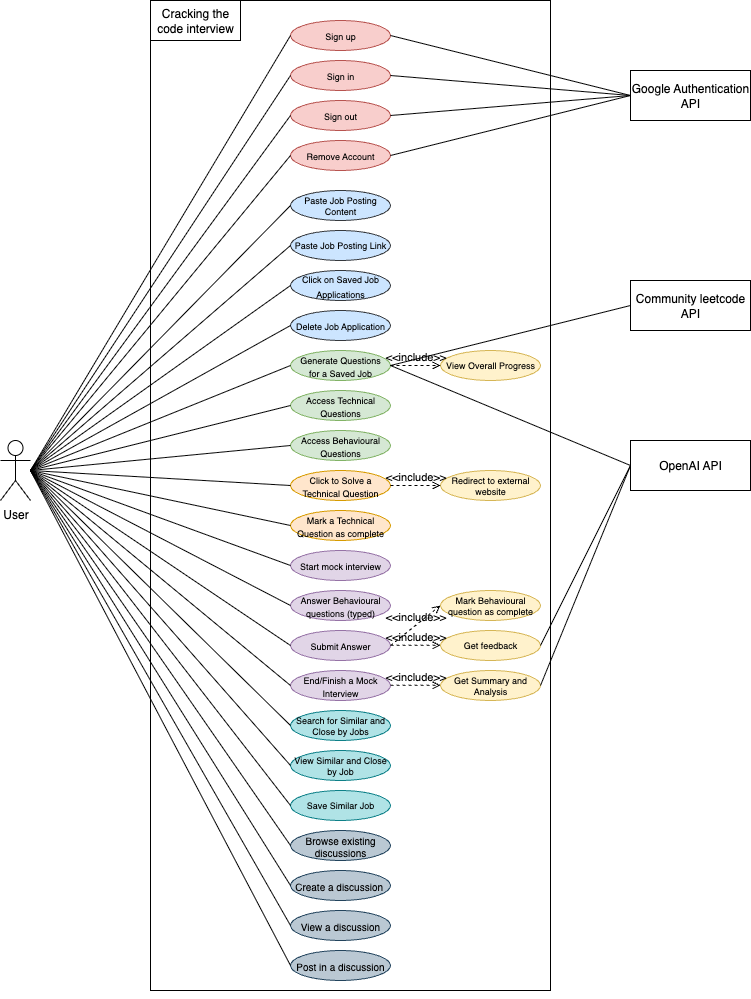 Cracking the
code interview
Sign up
Sign in
Google Authentication
API
Sign out
Remove Account
Paste Job Posting
Content
Paste Job Posting Link
Click on Saved Job
Applications
Community leetcode
API
Delete Job Application
Generate Questions
for a Saved Job
<<include>>
View Overall Progress
Access Technical
Questions
Access Behavioural
Questions
OpenAI API
User
Click to Solve a
Technical Question
<<include>>
Redirect to external
website
Mark a Technical
Question as complete
Start mock interview
Answer Behavioural
questions (typed)
Mark Behavioural
question as complete
<<include>>
Submit Answer
<<include>>
Get feedback
End/Finish a Mock
Interview
<<include>>
Get Summary and
Analysis
Search for Similar and
Close by Jobs
View Similar and Close
by Job
Save Similar Job
Browse existing
discussions
Create a discussion
View a discussion
Post in a discussion